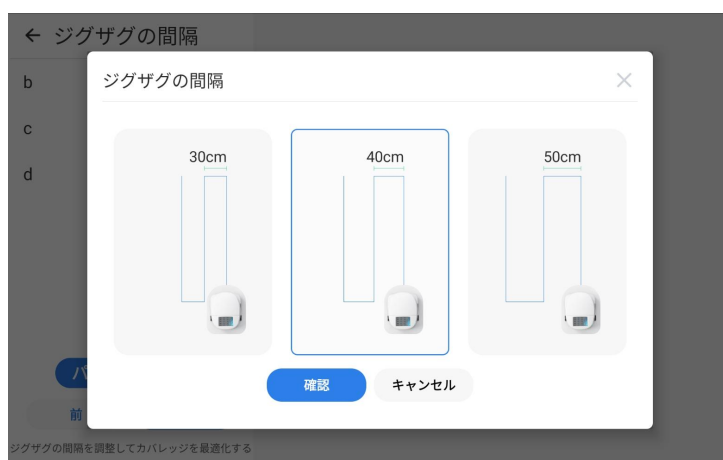 ← ジグザグの間隔
b
c
d
ジグザグの間隔
30cm
40cm
50cm
確認
キャンセル
前
ジグザグの間隔を調整してカバレッジを最適化する